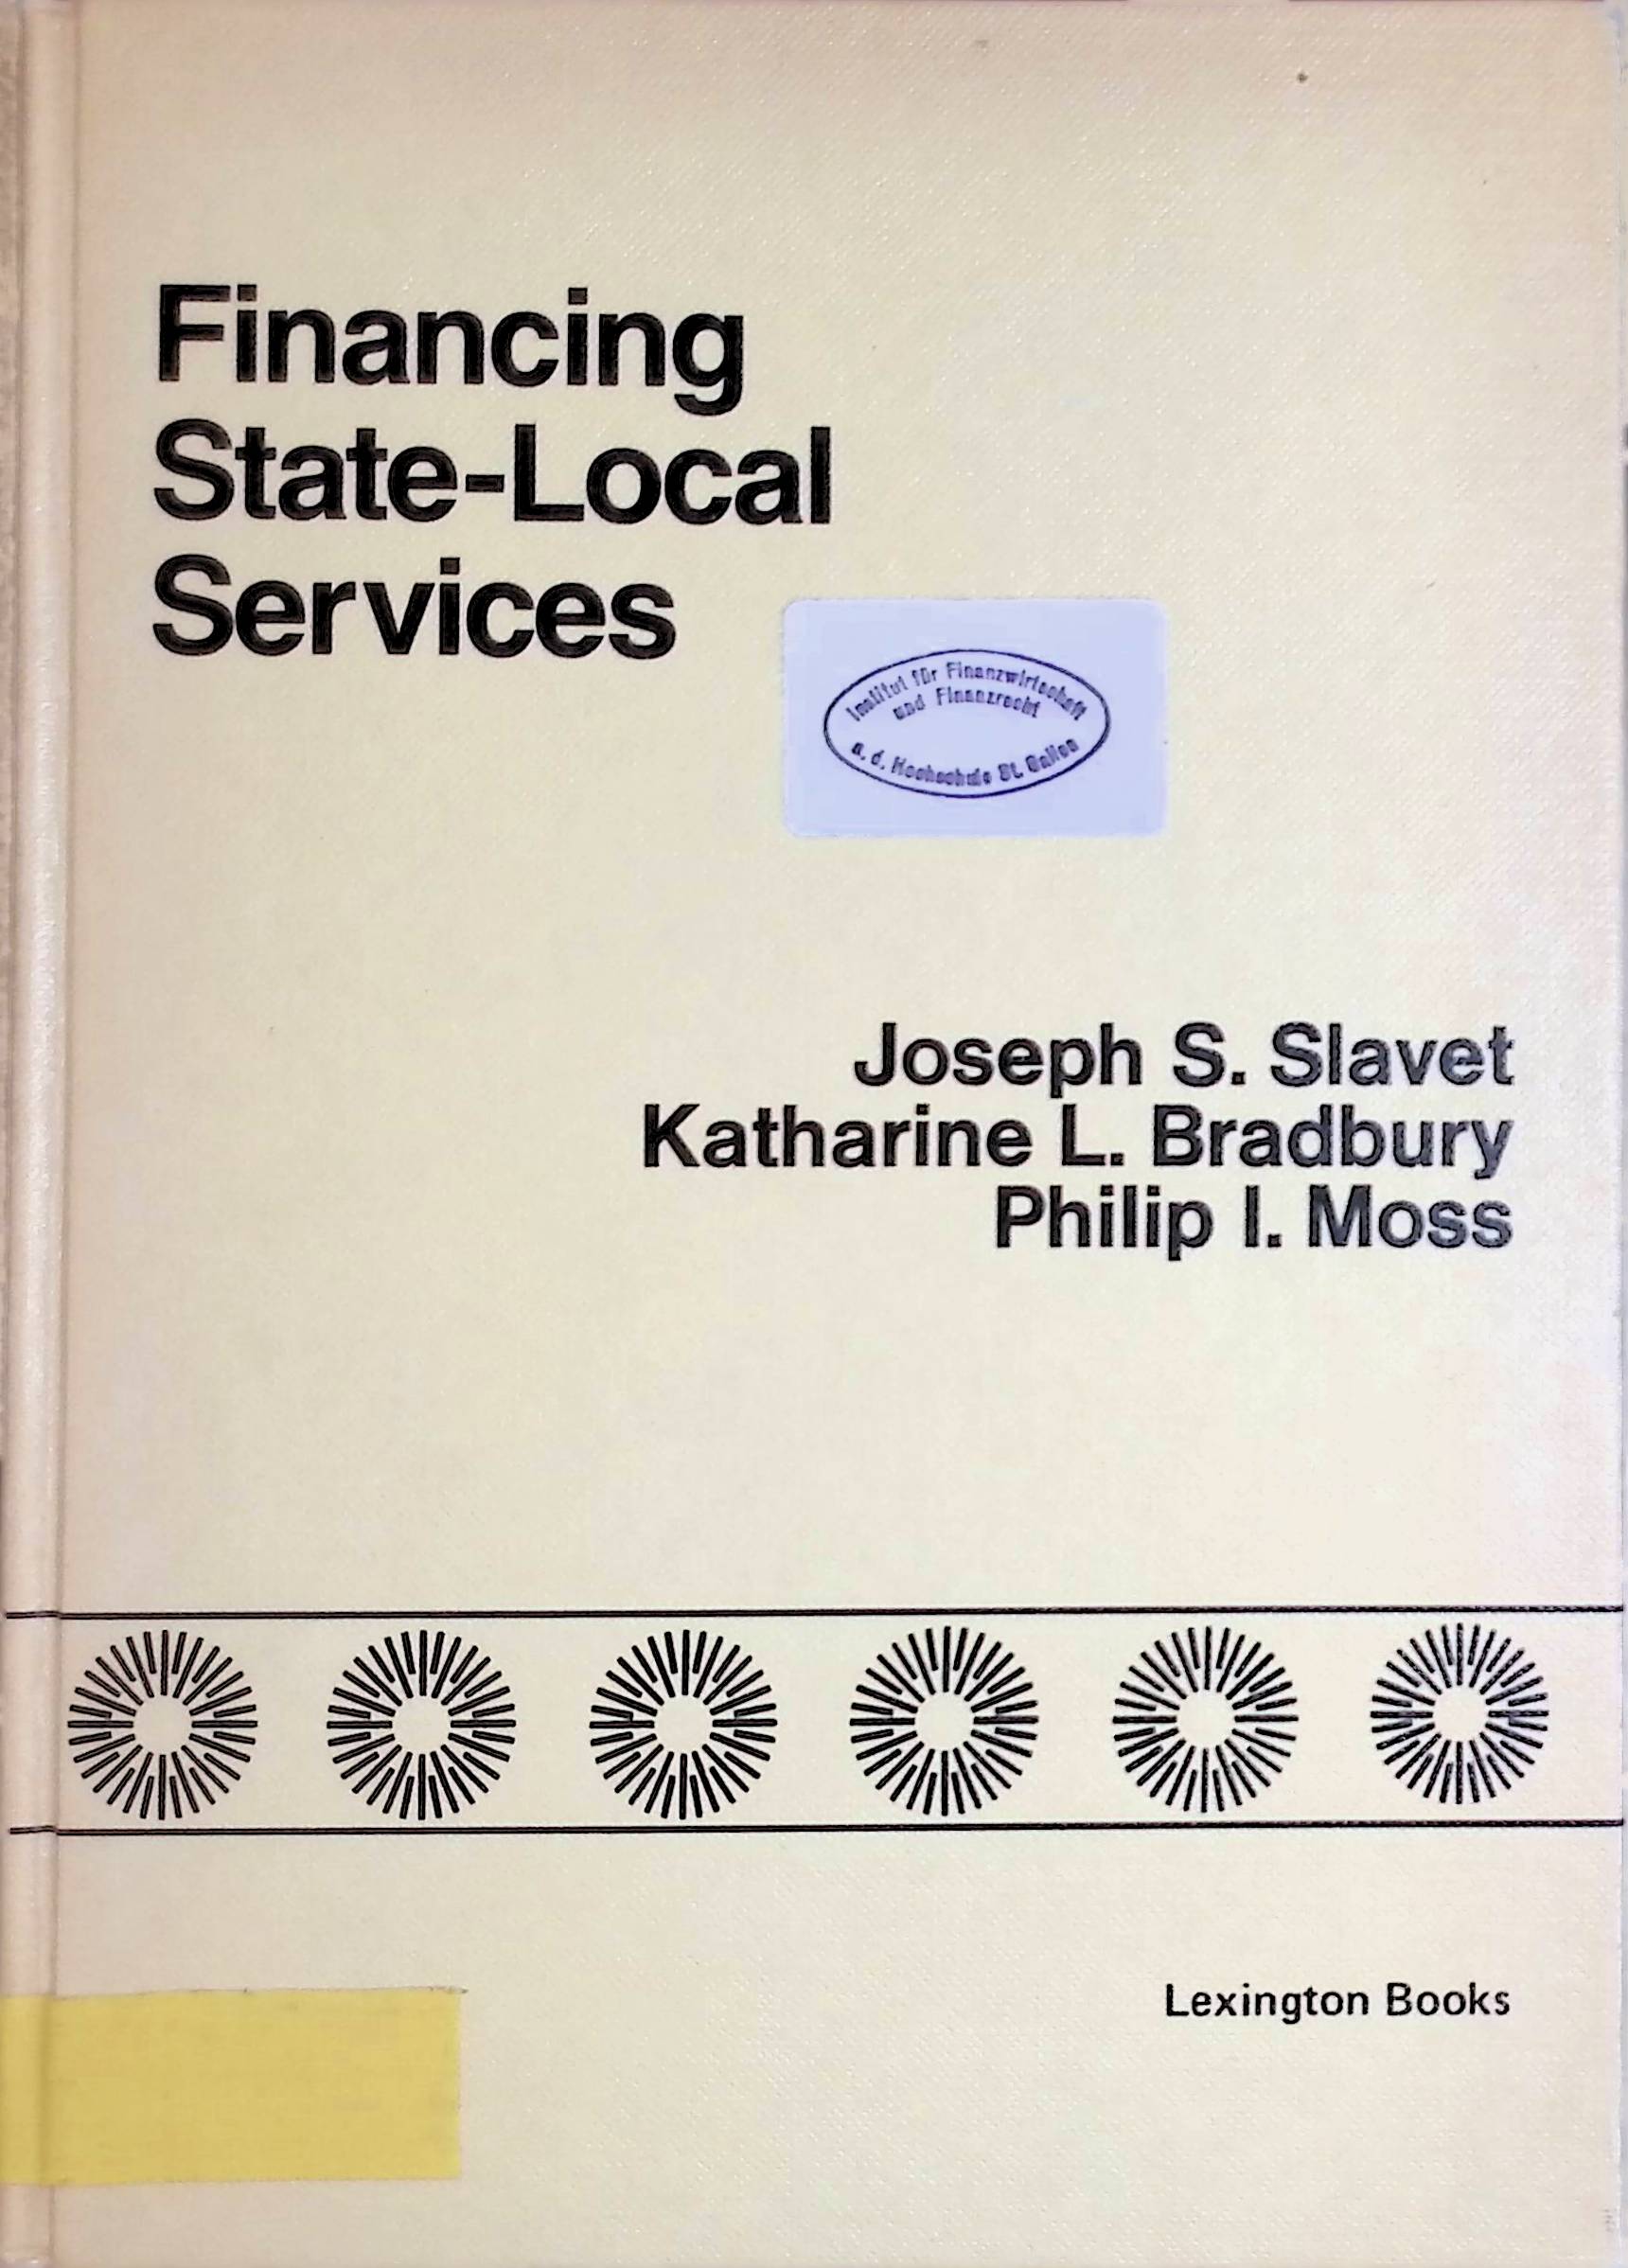 Financing
State-Local
Services
Institut für Finanzwirtschaft
und Finanzrecht
a. d. Hochschule St. Gallen
Joseph S. Slavet
Katharine L. Bradbury
Philip I. Moss
Lexington Books